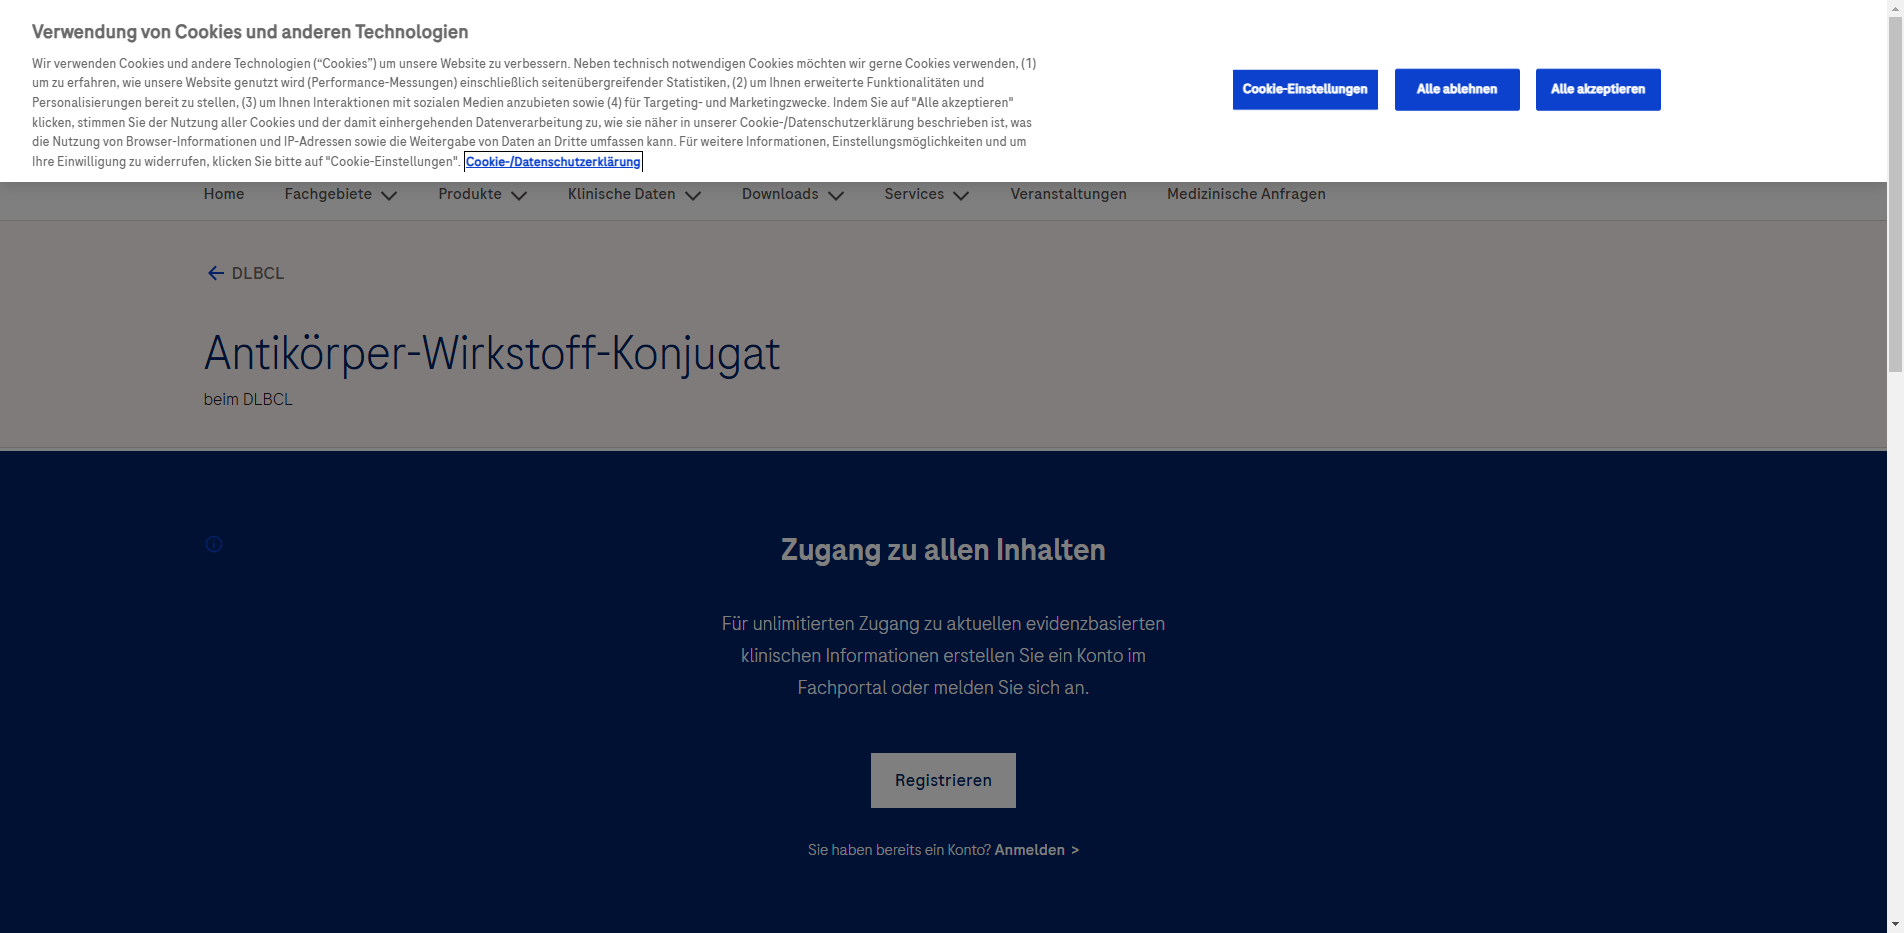 Verwendung von Cookies und anderen Technologien
Wir verwenden Cookies und andere Technologien (“Cookies”) um unsere Website zu verbessern. Neben technisch notwendigen Cookies möchten wir gerne Cookies verwenden, (1)
um zu erfahren, wie unsere Website genutzt wird (Performance-Messungen) einschließlich seitenübergreifender Statistiken, (2) um Ihnen erweiterte Funktionalitäten und
Personalisierungen bereit zu stellen, (3) um Ihnen Interaktionen mit sozialen Medien anzubieten sowie (4) für Targeting- und Marketingzwecke. Indem Sie auf "Alle akzeptieren"
klicken, stimmen Sie der Nutzung aller Cookies und der damit einhergehenden Datenverarbeitung zu, wie sie näher in unserer Cookie-/Datenschutzerklärung beschrieben ist, was
die Nutzung von Browser-Informationen und IP-Adressen sowie die Weitergabe von Daten an Dritte umfassen kann. Für weitere Informationen, Einstellungsmöglichkeiten und um
Ihre Einwilligung zu widerrufen, klicken Sie bitte auf "Cookie-Einstellungen". Cookie-/Datenschutzerklärung
Cookie-Einstellungen Alle ablehnen Alle akzeptieren
Home Fachgebiete Produkte Klinische Daten Downloads Services Veranstaltungen Medizinische Anfragen
DLBCL
Antikörper-Wirkstoff-Konjugat
beim DLBCL
Zugang zu allen Inhalten
Für unlimitierten Zugang zu aktuellen evidenzbasierten
klinischen Informationen erstellen Sie ein Konto im
Fachportal oder melden Sie sich an.
Registrieren
Sie haben bereits ein Konto? Anmelden >